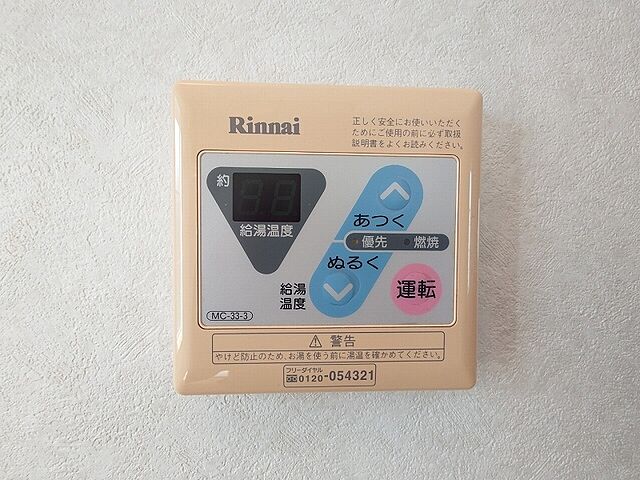 Rinnai
正しく安全にお使いいただく
ためにご使用の前に必ず取扱
説明書をよくお読みください。
約
給湯温度
あつく
優先 燃焼
ぬるく
給湯
温度
運転
MC-33-3
⚠ 警告
やけど防止のため、お湯を使う前に湯温を確かめてください。
フリーダイヤル
0120-054321